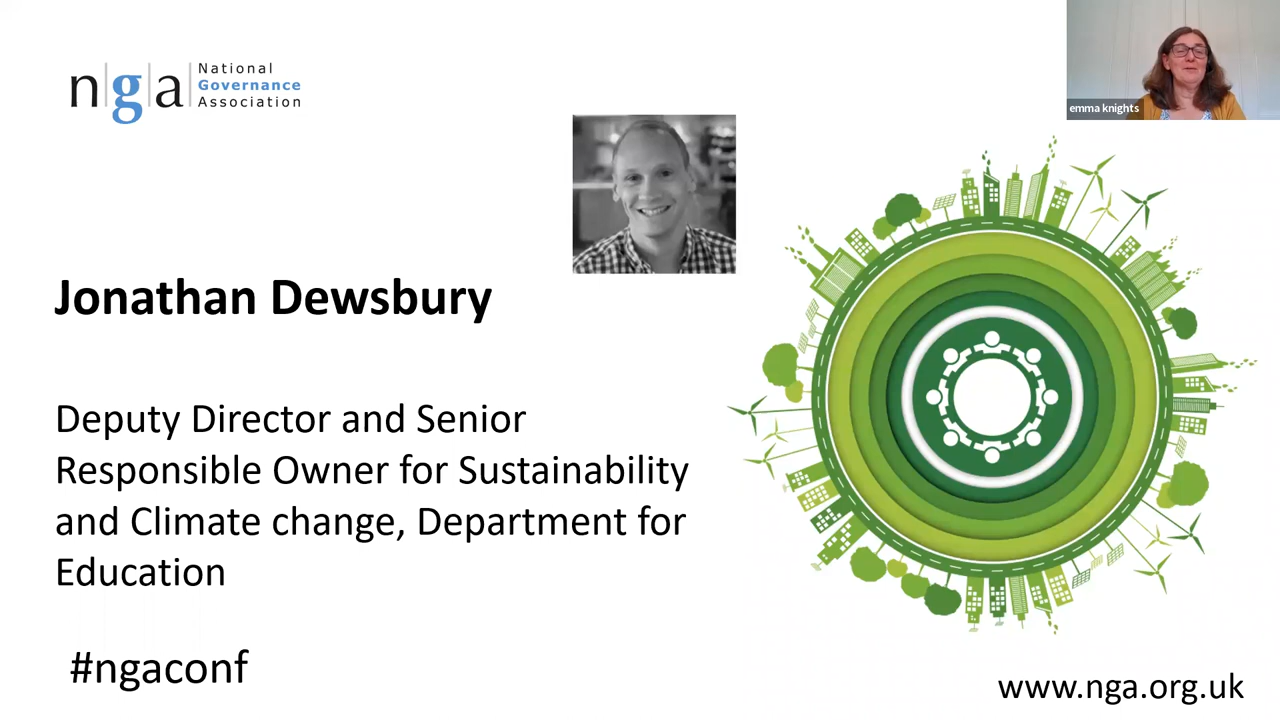 n|g|a
National
Governance
Association
emma knights
Jonathan Dewsbury
Deputy Director and Senior
Responsible Owner for Sustainability
and Climate change, Department for
Education
#ngaconf
www.nga.org.uk